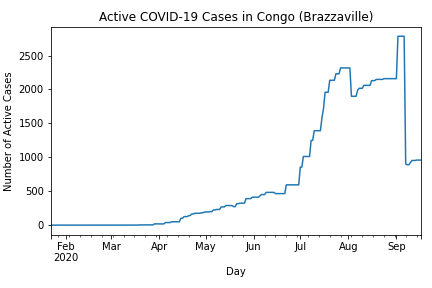 Active COVID-19 Cases in Congo (Brazzaville)
Number of Active Cases
2500
2000
1500
1000
500
0
Feb
2020
Mar
Apr
May
Jun
Jul
Aug
Sep
Day